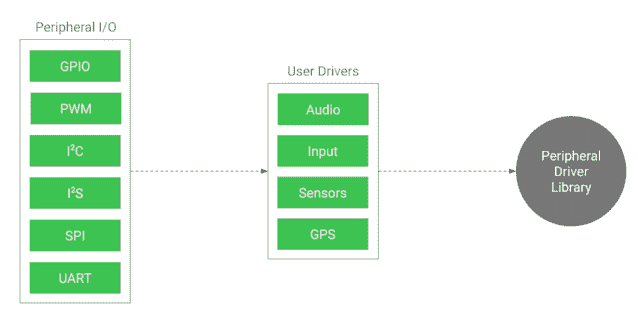 Peripheral I/O
GPIO
PWM
I²C
I²S
SPI
UART
User Drivers
Audio
Input
Sensors
GPS
Peripheral
Driver
Library